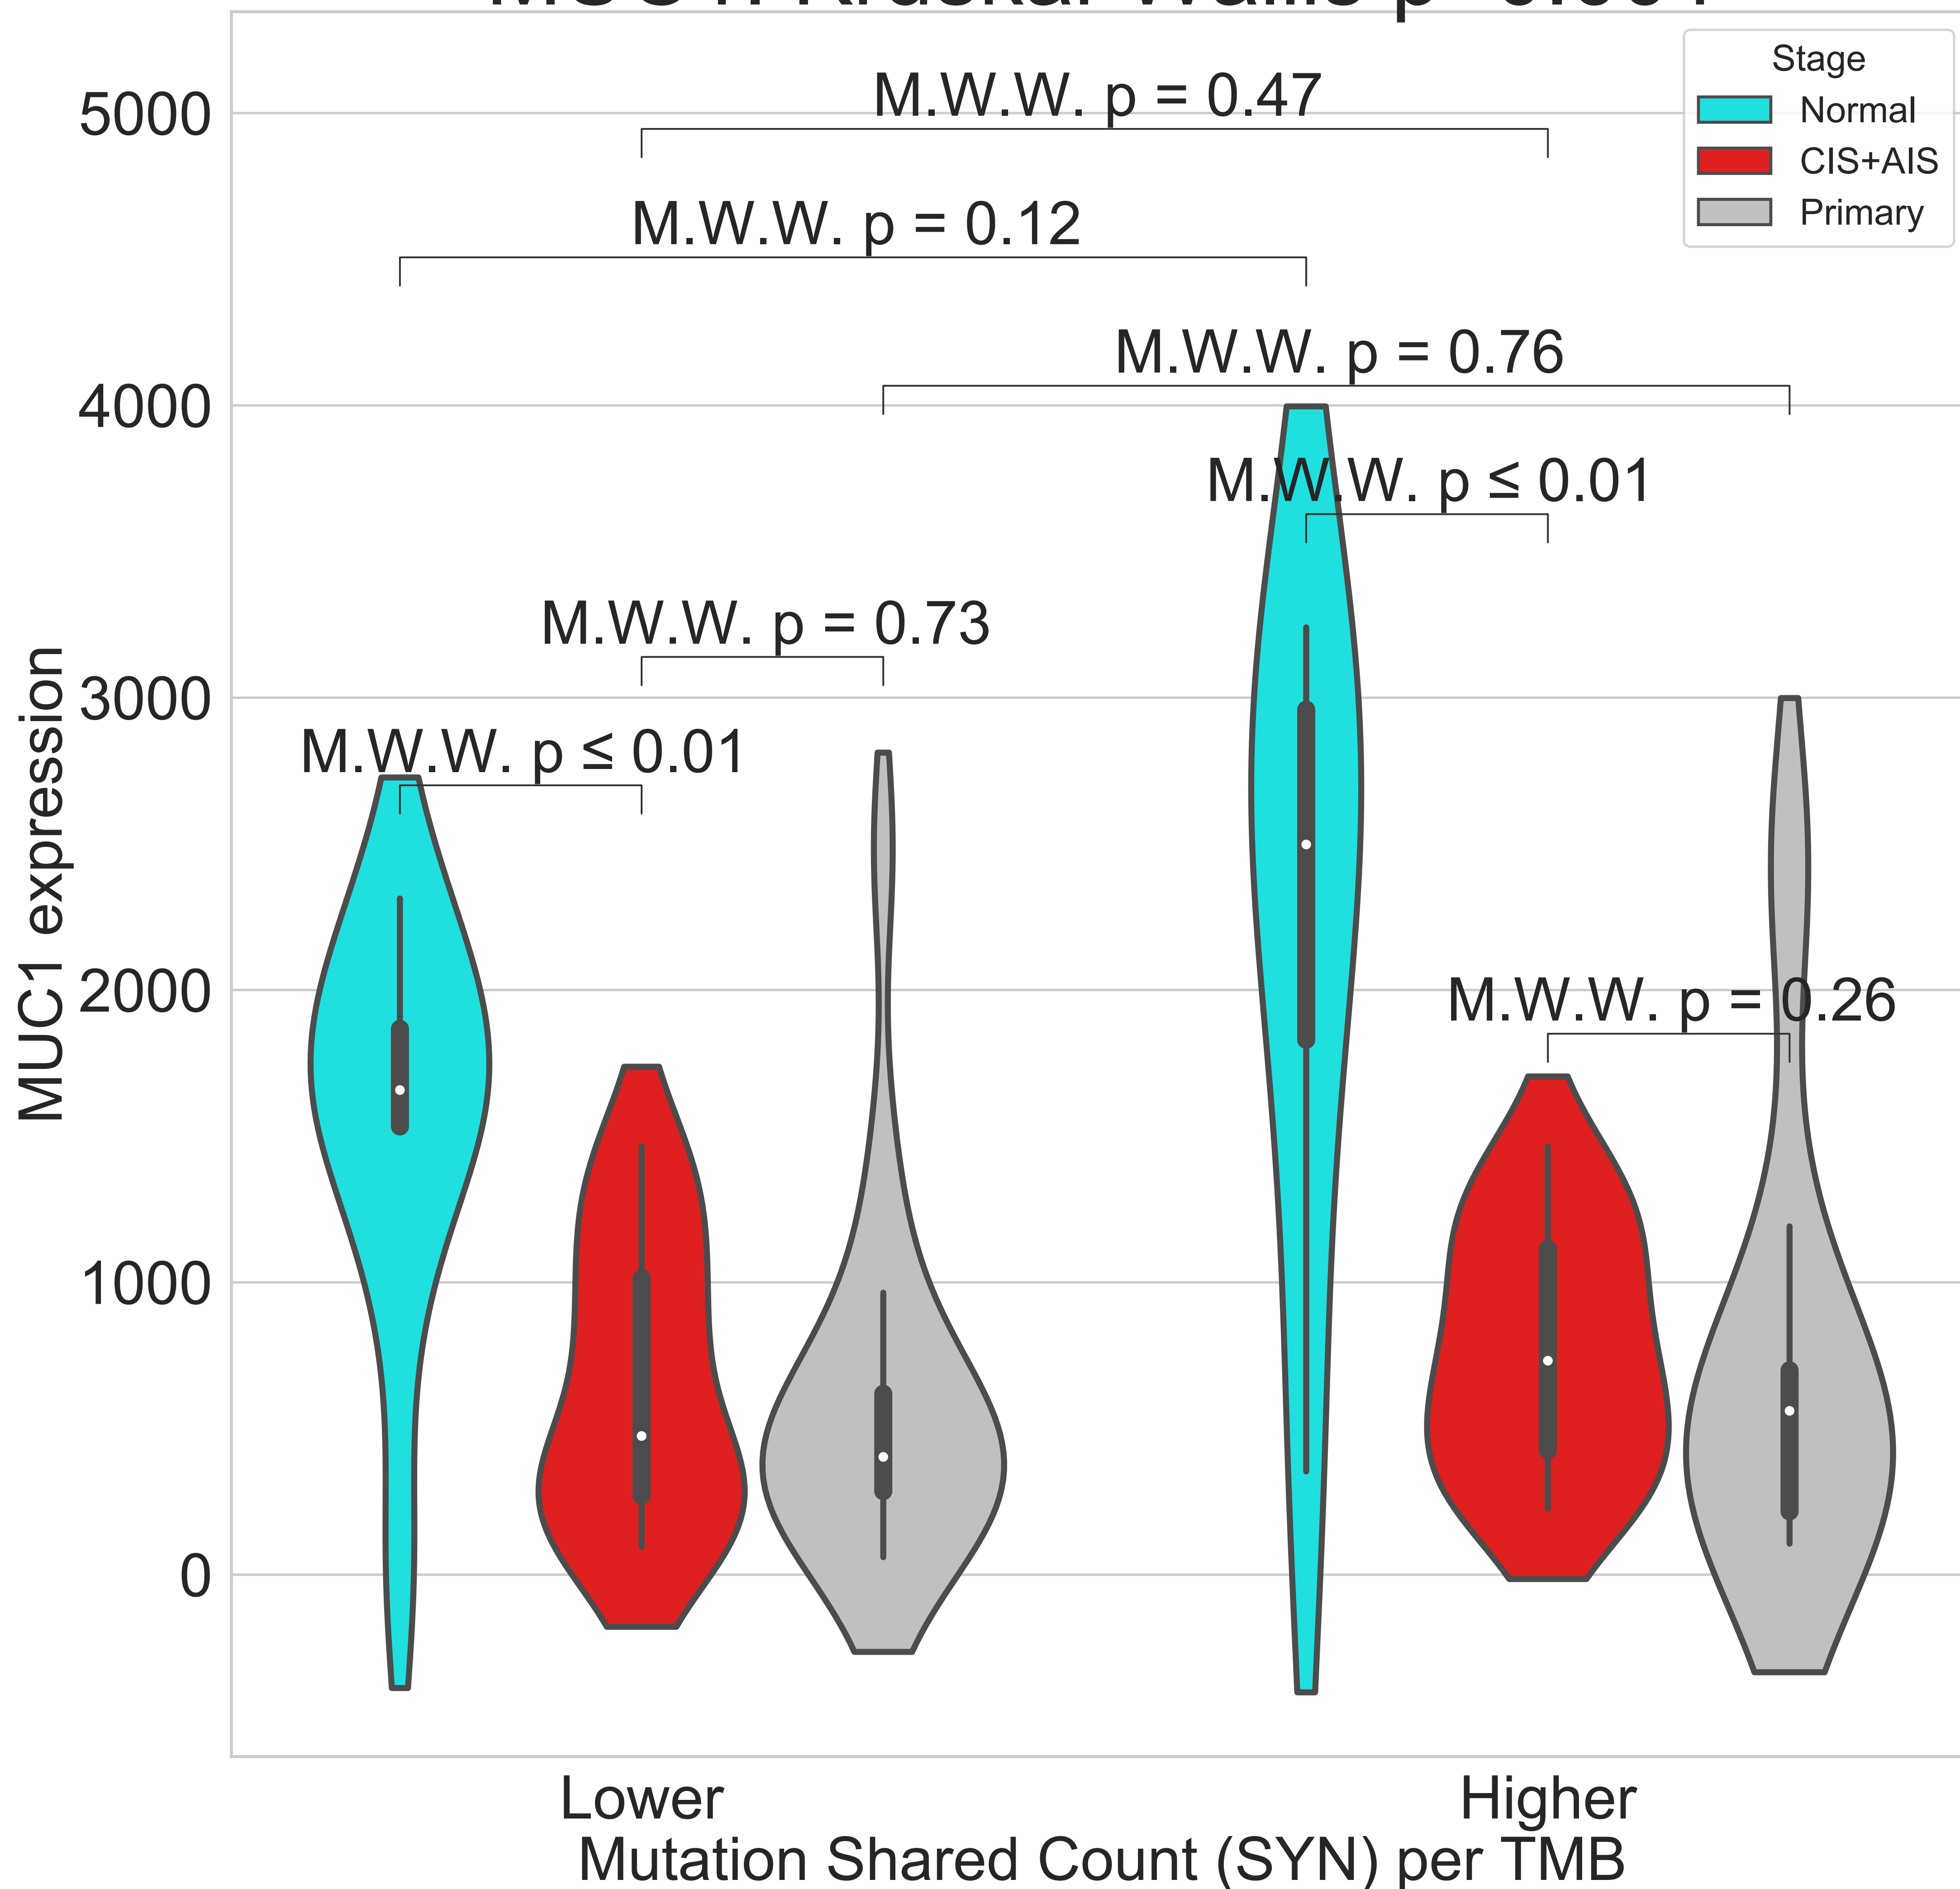 Stage
Normal
CIS+AIS
Primary
M.W.W. p = 0.47
M.W.W. p = 0.12
M.W.W. p = 0.76
M.W.W. p ≤ 0.01
M.W.W. p = 0.73
M.W.W. p ≤ 0.01
M.W.W. p = 0.26
5000
4000
3000
2000
1000
0
MUC1 expression
Lower
Higher
Mutation Shared Count (SYN) per TMB